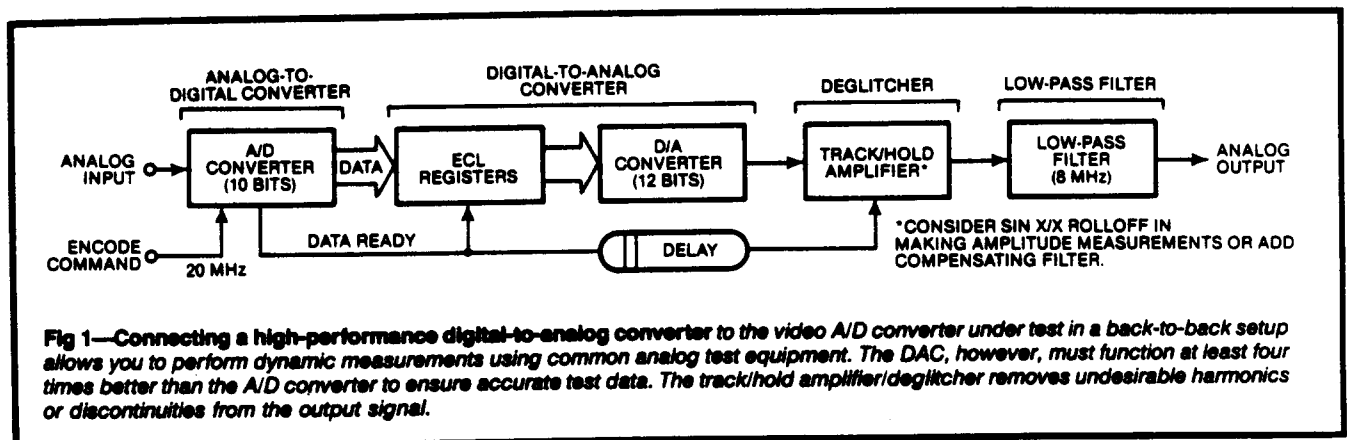 ANALOG-TO-
DIGITAL CONVERTER
DIGITAL-TO-ANALOG
CONVERTER
DEGLITCHER
LOW-PASS FILTER
ANALOG
INPUT
A/D
CONVERTER
(10 BITS)
DATA
ECL
REGISTERS
D/A
CONVERTER
(12 BITS)
TRACK/HOLD
AMPLIFIER*
LOW-PASS
FILTER
(8 MHz)
ANALOG
OUTPUT
ENCODE
COMMAND
20 MHz
DATA READY
DELAY
*CONSIDER SIN X/X ROLLOFF IN
MAKING AMPLITUDE MEASUREMENTS OR ADD
COMPENSATING FILTER.
Fig 1—Connecting a high-performance digital-to-analog converter to the video A/D converter under test in a back-to-back setup
allows you to perform dynamic measurements using common analog test equipment. The DAC, however, must function at least four
times better than the A/D converter to ensure accurate test data. The track/hold amplifier/deglitcher removes undesirable harmonics
or discontinuities from the output signal.